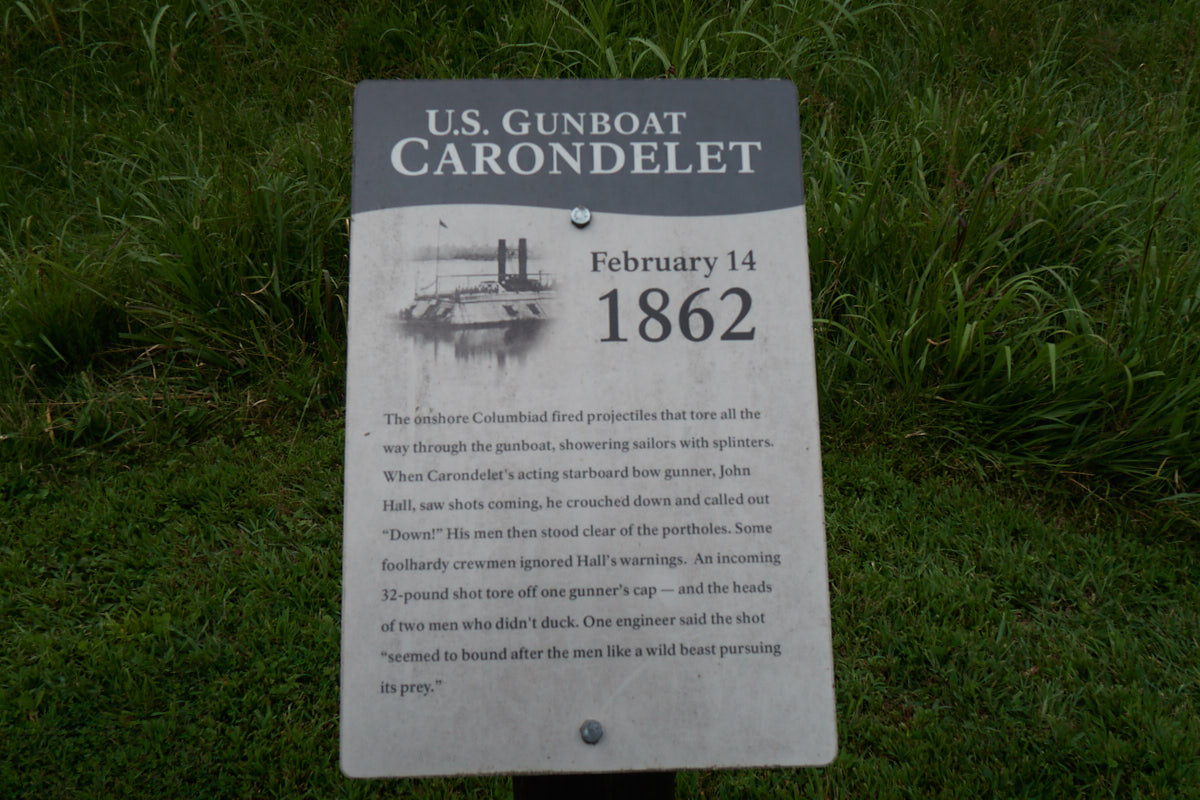 U.S. GUNBOAT
CARONDELET
February 14
1862
The onshore Columbiad fired projectiles that tore all the
way through the gunboat, showering sailors with splinters.
When Carondelet's acting starboard bow gunner, John
Hall, saw shots coming, he crouched down and called out
“Down!” His men then stood clear of the portholes. Some
foolhardy crewmen ignored Hall’s warnings. An incoming
32-pound shot tore off one gunner’s cap — and the heads
of two men who didn't duck. One engineer said the shot
“seemed to bound after the men like a wild beast pursuing
its prey.”